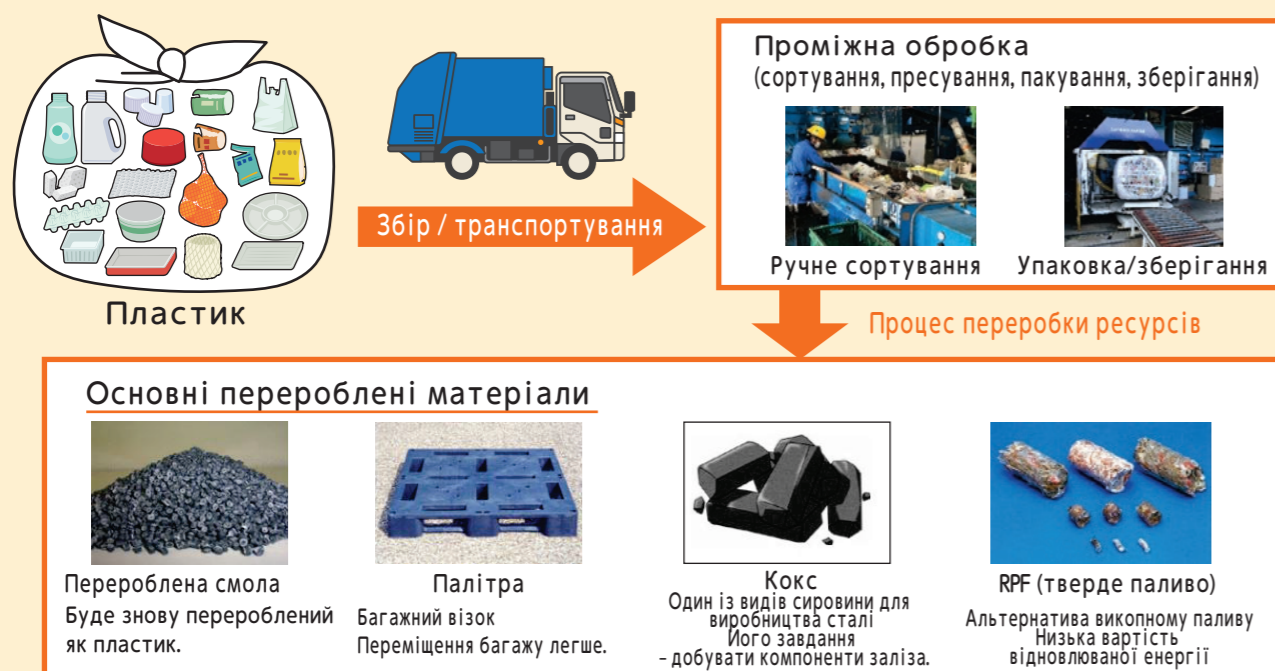 Пластик
Збір / транспортування
Проміжна обробка
(сортування, пресування, пакування, зберігання)
Ручне сортування
Упаковка/зберігання
Процес переробки ресурсів
Основні перероблені матеріали
Перероблена смола
Буде знову перероблений
як пластик.
Палітра
Багажний візок
Переміщення багажу легше.
Кокс
Один із видів сировини для
виробництва сталі
Його завдання
– добувати компоненти заліза.
RPF (тверде паливо)
Альтернатива викопному паливу
Низька вартість
відновлюваної енергії